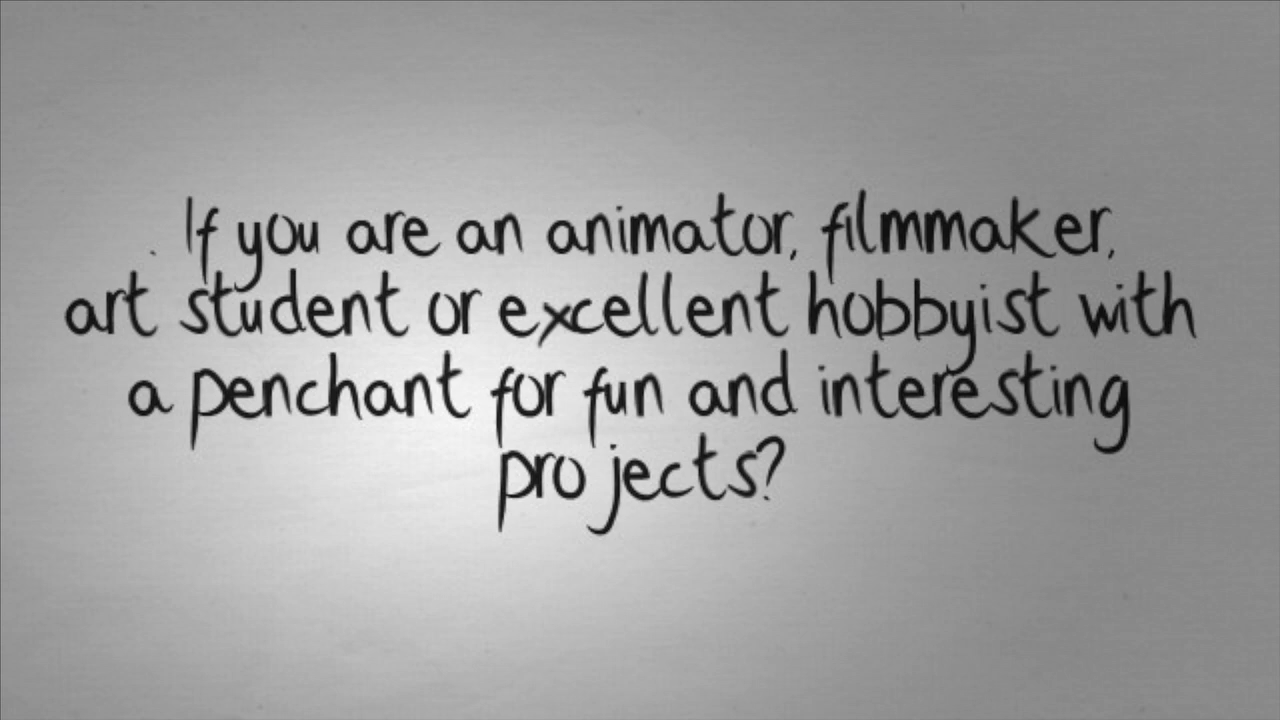 If you are an animator, filmmaker,
art student or excellent hobbyist with
a penchant for fun and interesting
projects?